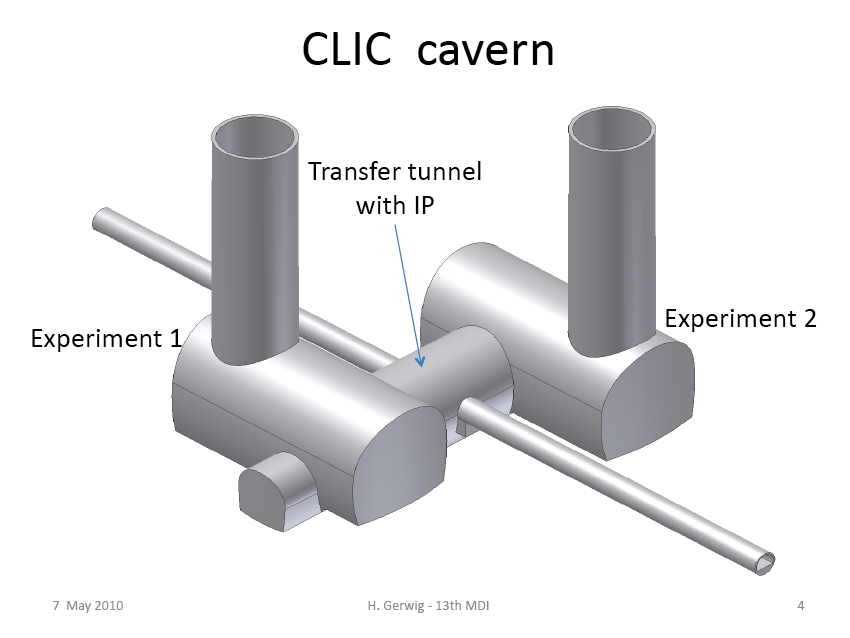 CLIC cavern
Transfer tunnel
with IP
Experiment 1
Experiment 2
7 May 2010
H. Gerwig - 13th MDI
4